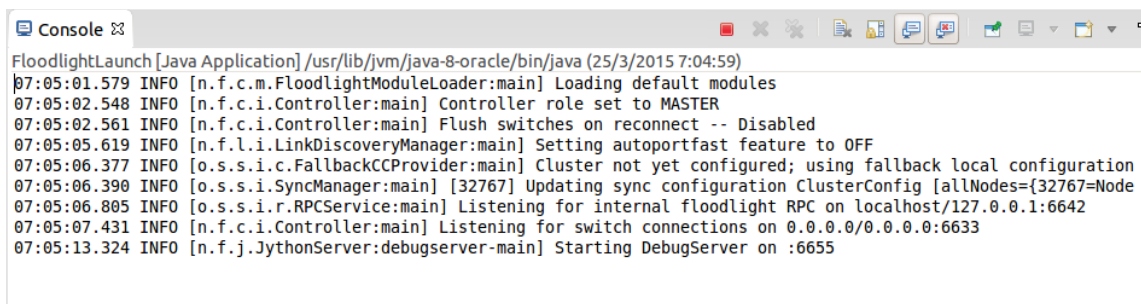 Console
FloodlightLaunch [Java Application] /usr/lib/jvm/java-8-oracle/bin/java (25/3/2015 7:04:59)
07:05:01.579 INFO [n.f.c.m.FloodlightModuleLoader:main] Loading default modules
07:05:02.548 INFO [n.f.c.i.Controller:main] Controller role set to MASTER
07:05:02.561 INFO [n.f.c.i.Controller:main] Flush switches on reconnect -- Disabled
07:05:05.619 INFO [n.f.l.i.LinkDiscoveryManager:main] Setting autoportfast feature to OFF
07:05:06.377 INFO [o.s.s.i.c.FallbackCCProvider:main] Cluster not yet configured; using fallback local configuration
07:05:06.390 INFO [o.s.s.i.SyncManager:main] [32767] Updating sync configuration ClusterConfig [allNodes={32767=Node
07:05:06.805 INFO [o.s.s.i.r.RPCService:main] Listening for internal floodlight RPC on localhost/127.0.0.1:6642
07:05:07.431 INFO [n.f.c.i.Controller:main] Listening for switch connections on 0.0.0.0/0.0.0.0:6633
07:05:13.324 INFO [n.f.j.JythonServer:debugserver-main] Starting DebugServer on :6655